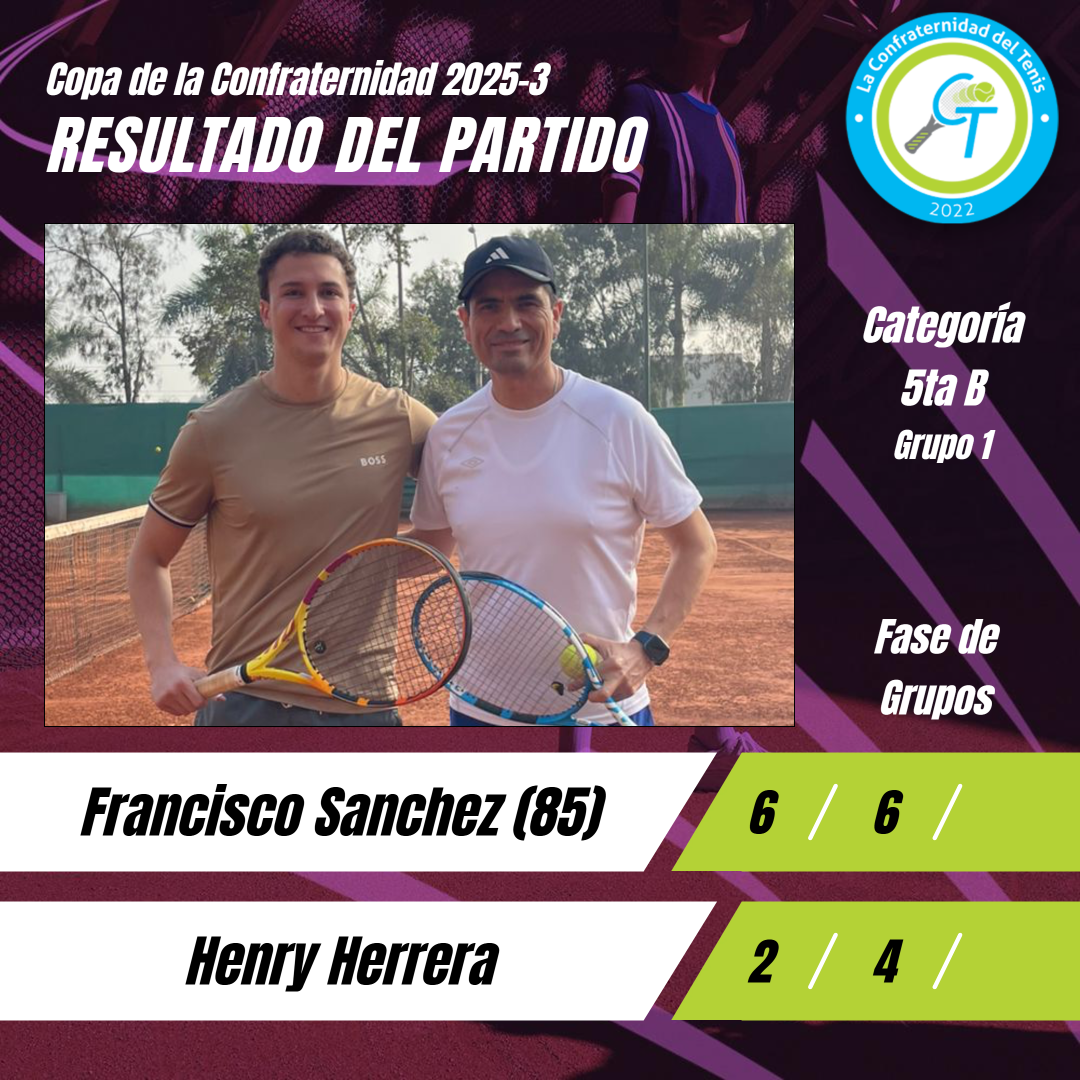 Copa de la Confraternidad 2025-3
RESULTADO DEL PARTIDO
La Confraternidad del Tenis
CT
2022
Categoría
5ta B
Grupo 1
BOSS
Fase de
Grupos
Francisco Sanchez (85)
6 / 6 /
Henry Herrera
2 / 4 /